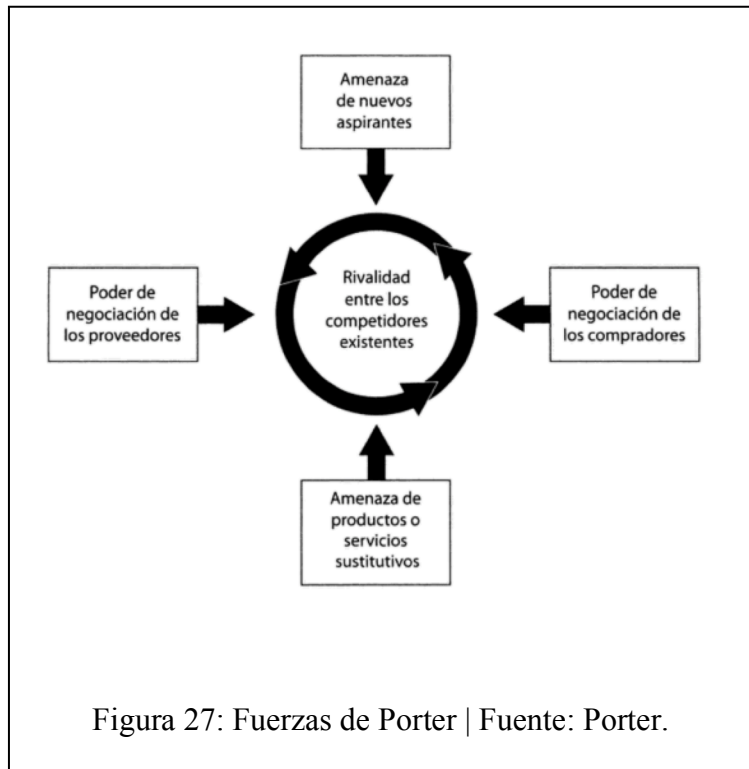 Amenaza
de nuevos
aspirantes
Poder de
negociación de
los proveedores
Rivalidad
entre los
competidores
existentes
Poder de
negociación de
los compradores
Amenaza de
productos o
servicios
sustitutivos
Figura 27: Fuerzas de Porter | Fuente: Porter.